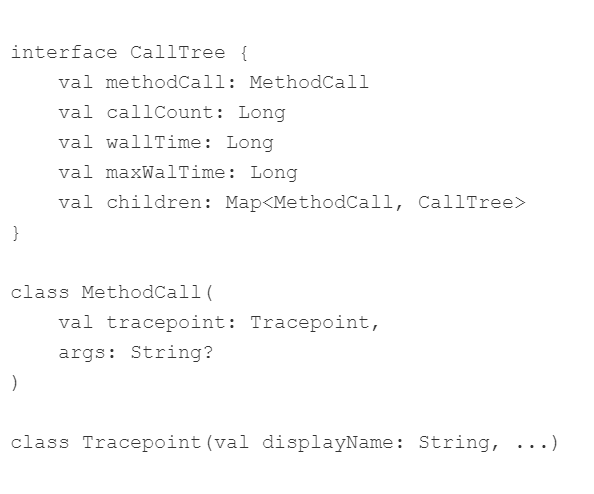 interface CallTree {
    val methodCall: MethodCall
    val callCount: Long
    val wallTime: Long
    val maxWalTime: Long
    val children: Map<MethodCall, CallTree>
}

class MethodCall(
    val tracepoint: Tracepoint,
    args: String?
)

class Tracepoint(val displayName: String, ...)